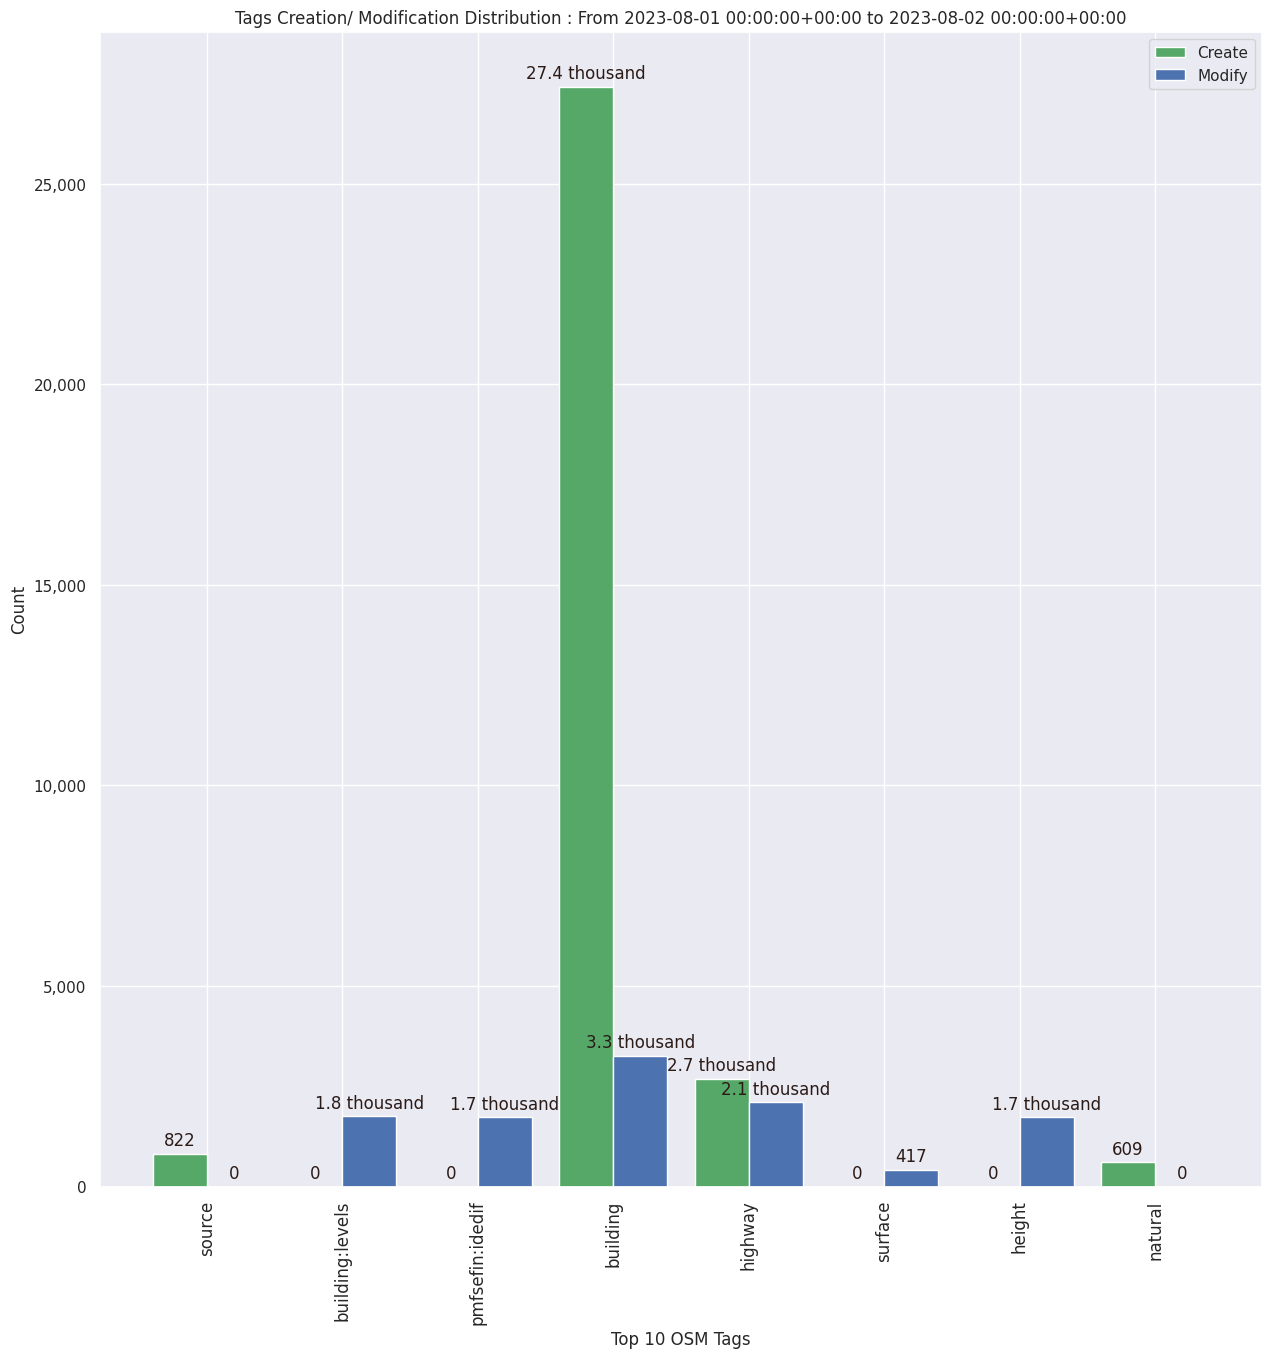 Tags Creation/ Modification Distribution : From 2023-08-01 00:00:00+00:00 to 2023-08-02 00:00:00+00:00
Create
Modify
27.4 thousand
25,000
20,000
15,000
10,000
5,000
0
Count
3.3 thousand
2.7 thousand
2.1 thousand
1.8 thousand
1.7 thousand
1.7 thousand
822
0
0
0
0
417
0
609
0
source
building:levels
pmfsefin:idedif
building
highway
surface
height
natural
Top 10 OSM Tags